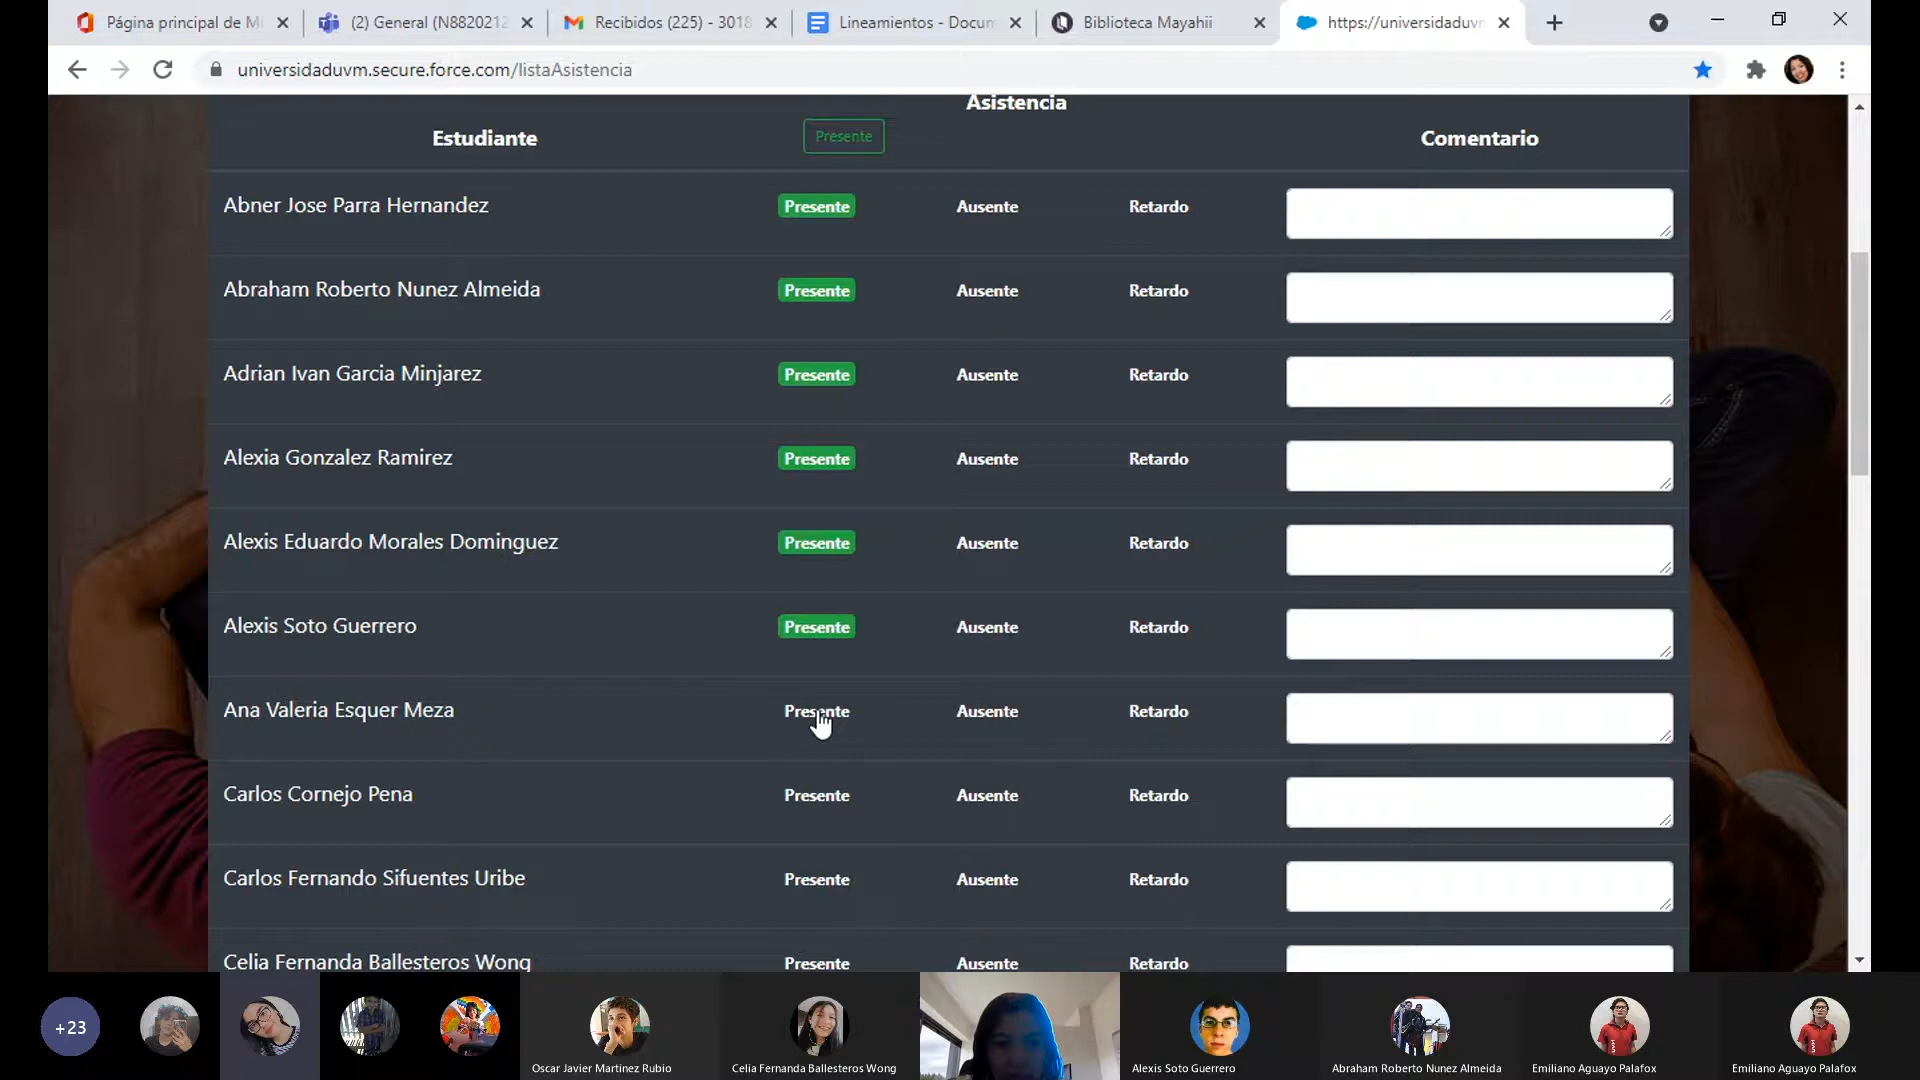 Página principal de Mi
(2) General (N8820212
Recibidos (225) - 3018
Lineamientos - Docum
Biblioteca Mayahii
https://universidaduvm
universidaduvm.secure.force.com/listaAsistencia
Asistencia
Estudiante Presente Comentario
Abner Jose Parra Hernandez Presente Ausente Retardo
Abraham Roberto Nunez Almeida Presente Ausente Retardo
Adrian Ivan Garcia Minjarez Presente Ausente Retardo
Alexia Gonzalez Ramirez Presente Ausente Retardo
Alexis Eduardo Morales Dominguez Presente Ausente Retardo
Alexis Soto Guerrero Presente Ausente Retardo
Ana Valeria Esquer Meza Presente Ausente Retardo
Carlos Cornejo Pena Presente Ausente Retardo
Carlos Fernando Sifuentes Uribe Presente Ausente Retardo
Celia Fernanda Ballesteros Wong Presente Ausente Retardo
+23
Oscar Javier Martinez Rubio
Celia Fernanda Ballesteros Wong
Alexis Soto Guerrero
Abraham Roberto Nunez Almeida
Emiliano Aguayo Palafox
Emiliano Aguayo Palafox